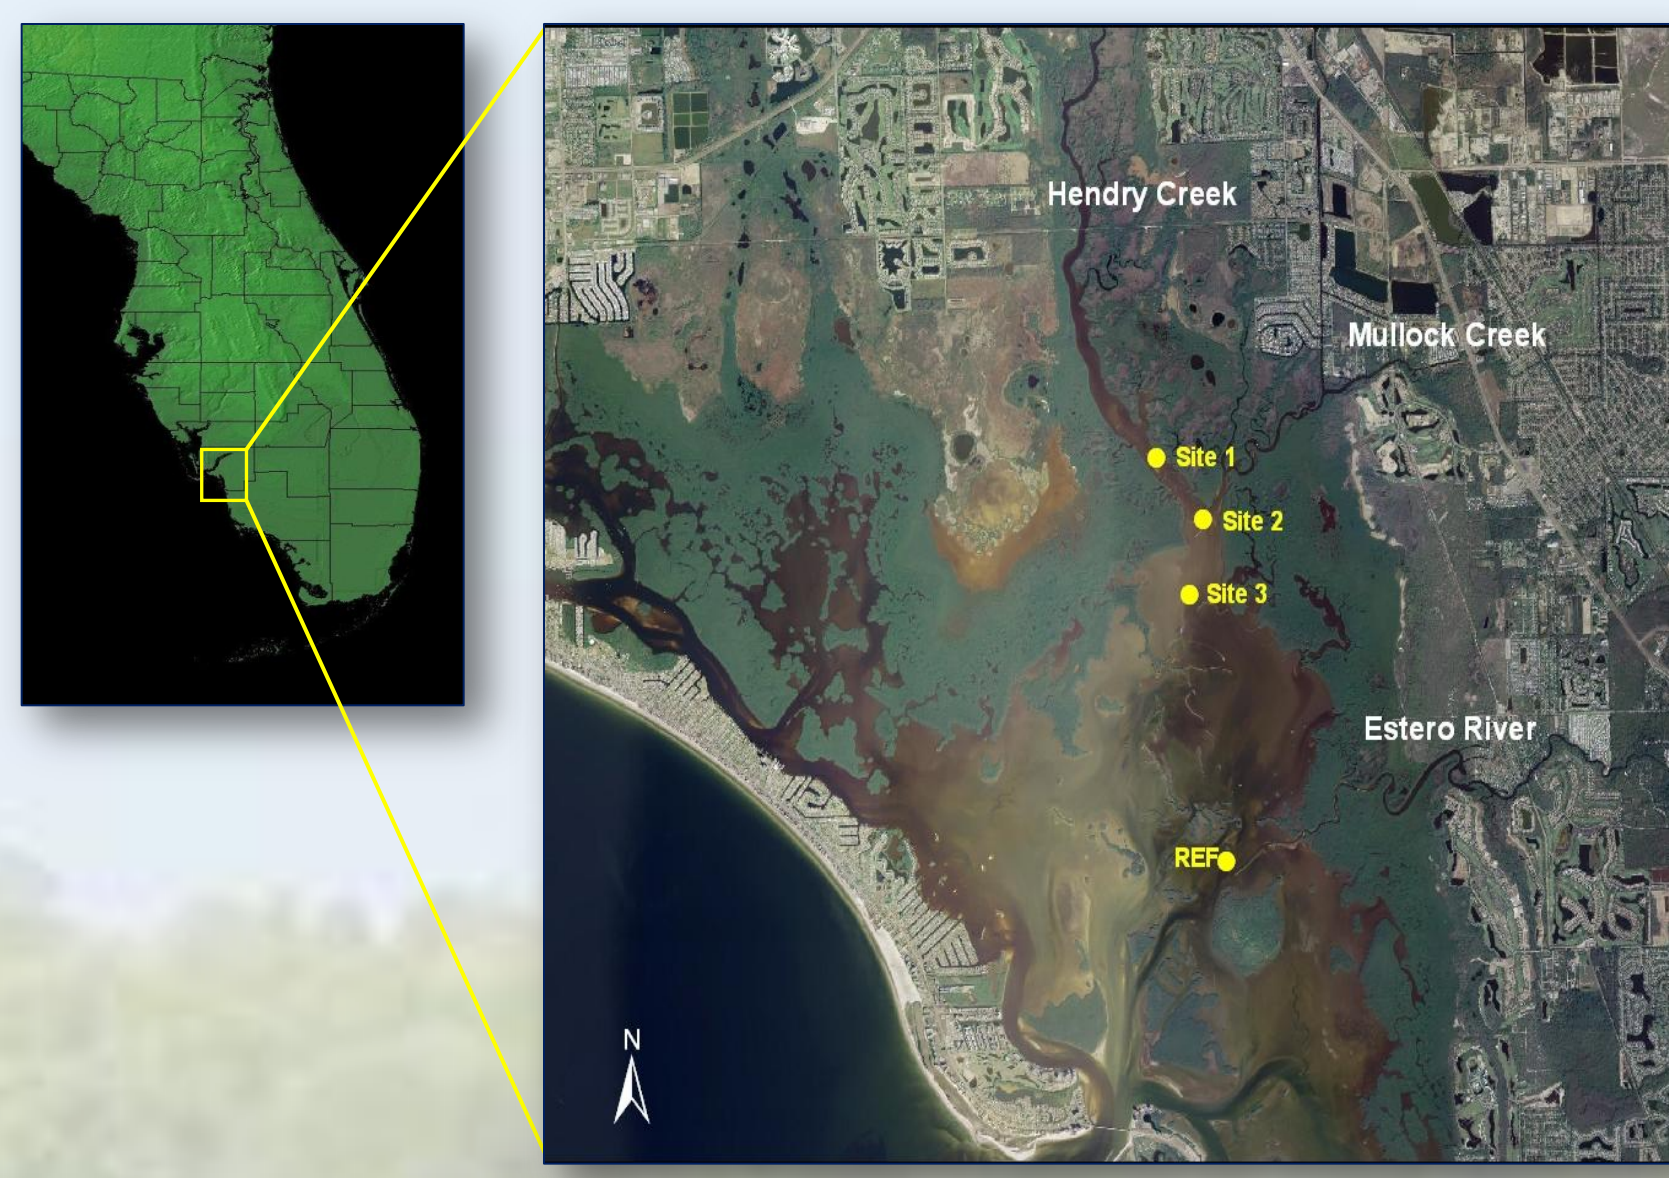 Hendry Creek
Mullock Creek
Site 1
Site 2
Site 3
Estero River
REF
N